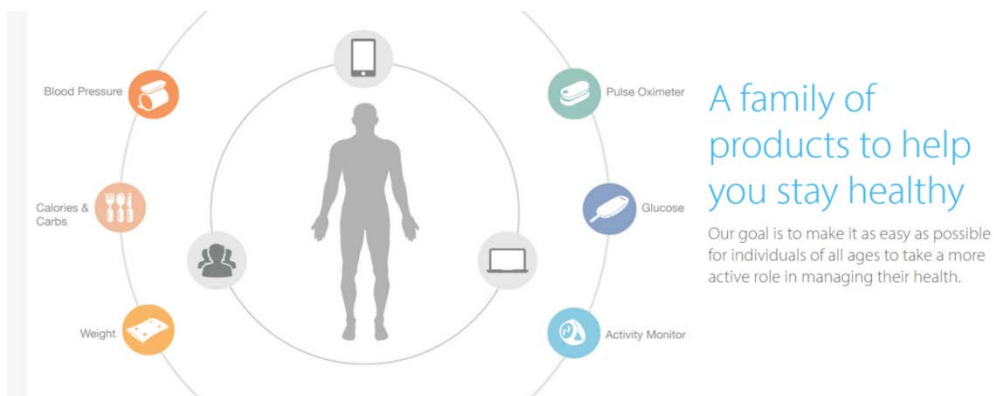 Blood Pressure
Calories &
Carbs
Weight
Pulse Oximeter
Glucose
Activity Monitor
A family of
products to help
you stay healthy
Our goal is to make it as easy as possible
for individuals of all ages to take a more
active role in managing their health.